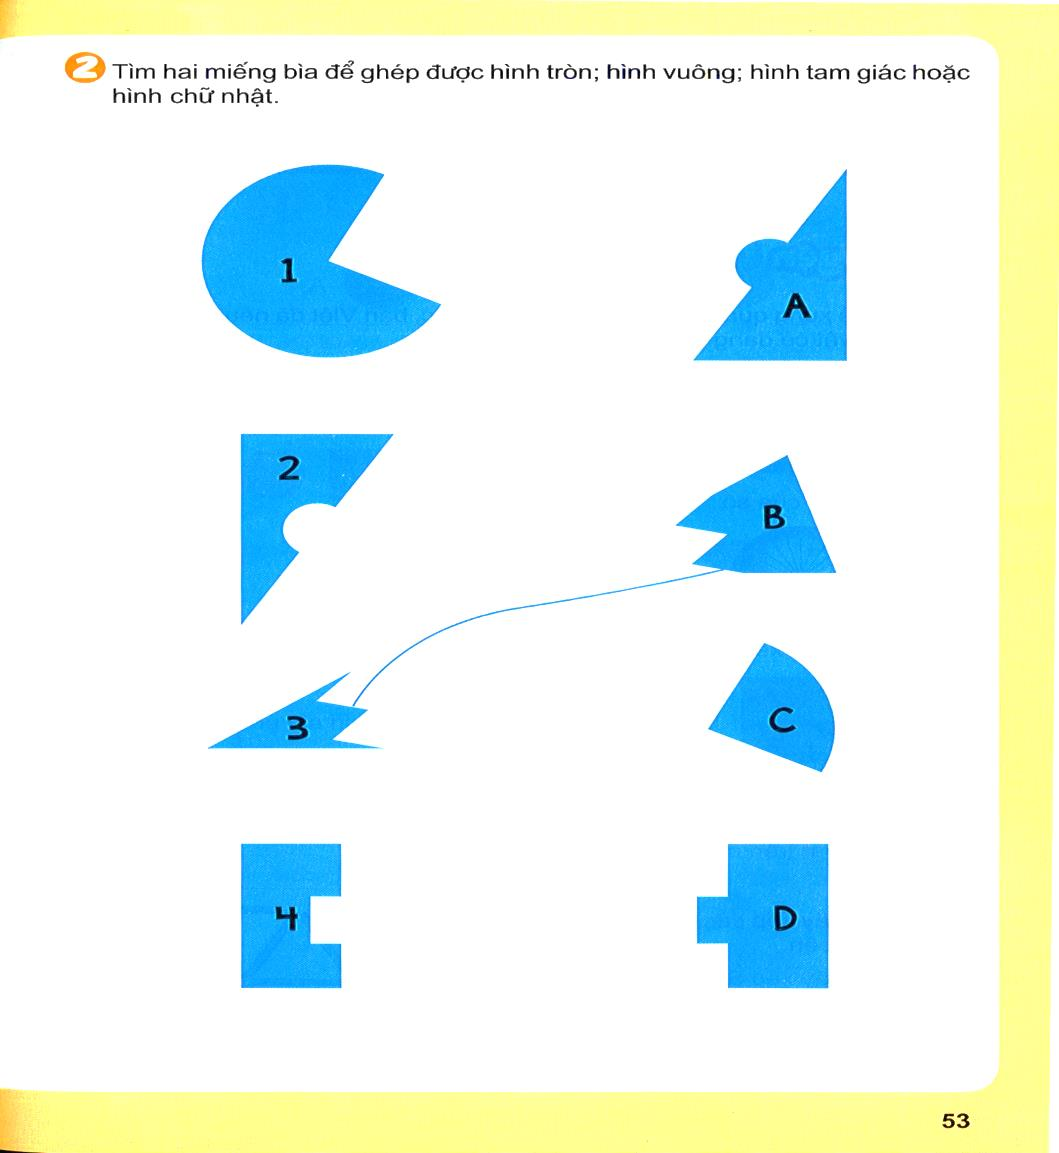 2 Tìm hai miếng bìa để ghép được hình tròn; hình vuông; hình tam giác hoặc
hình chữ nhật.
1
A
2
B
3
C
4
D
53